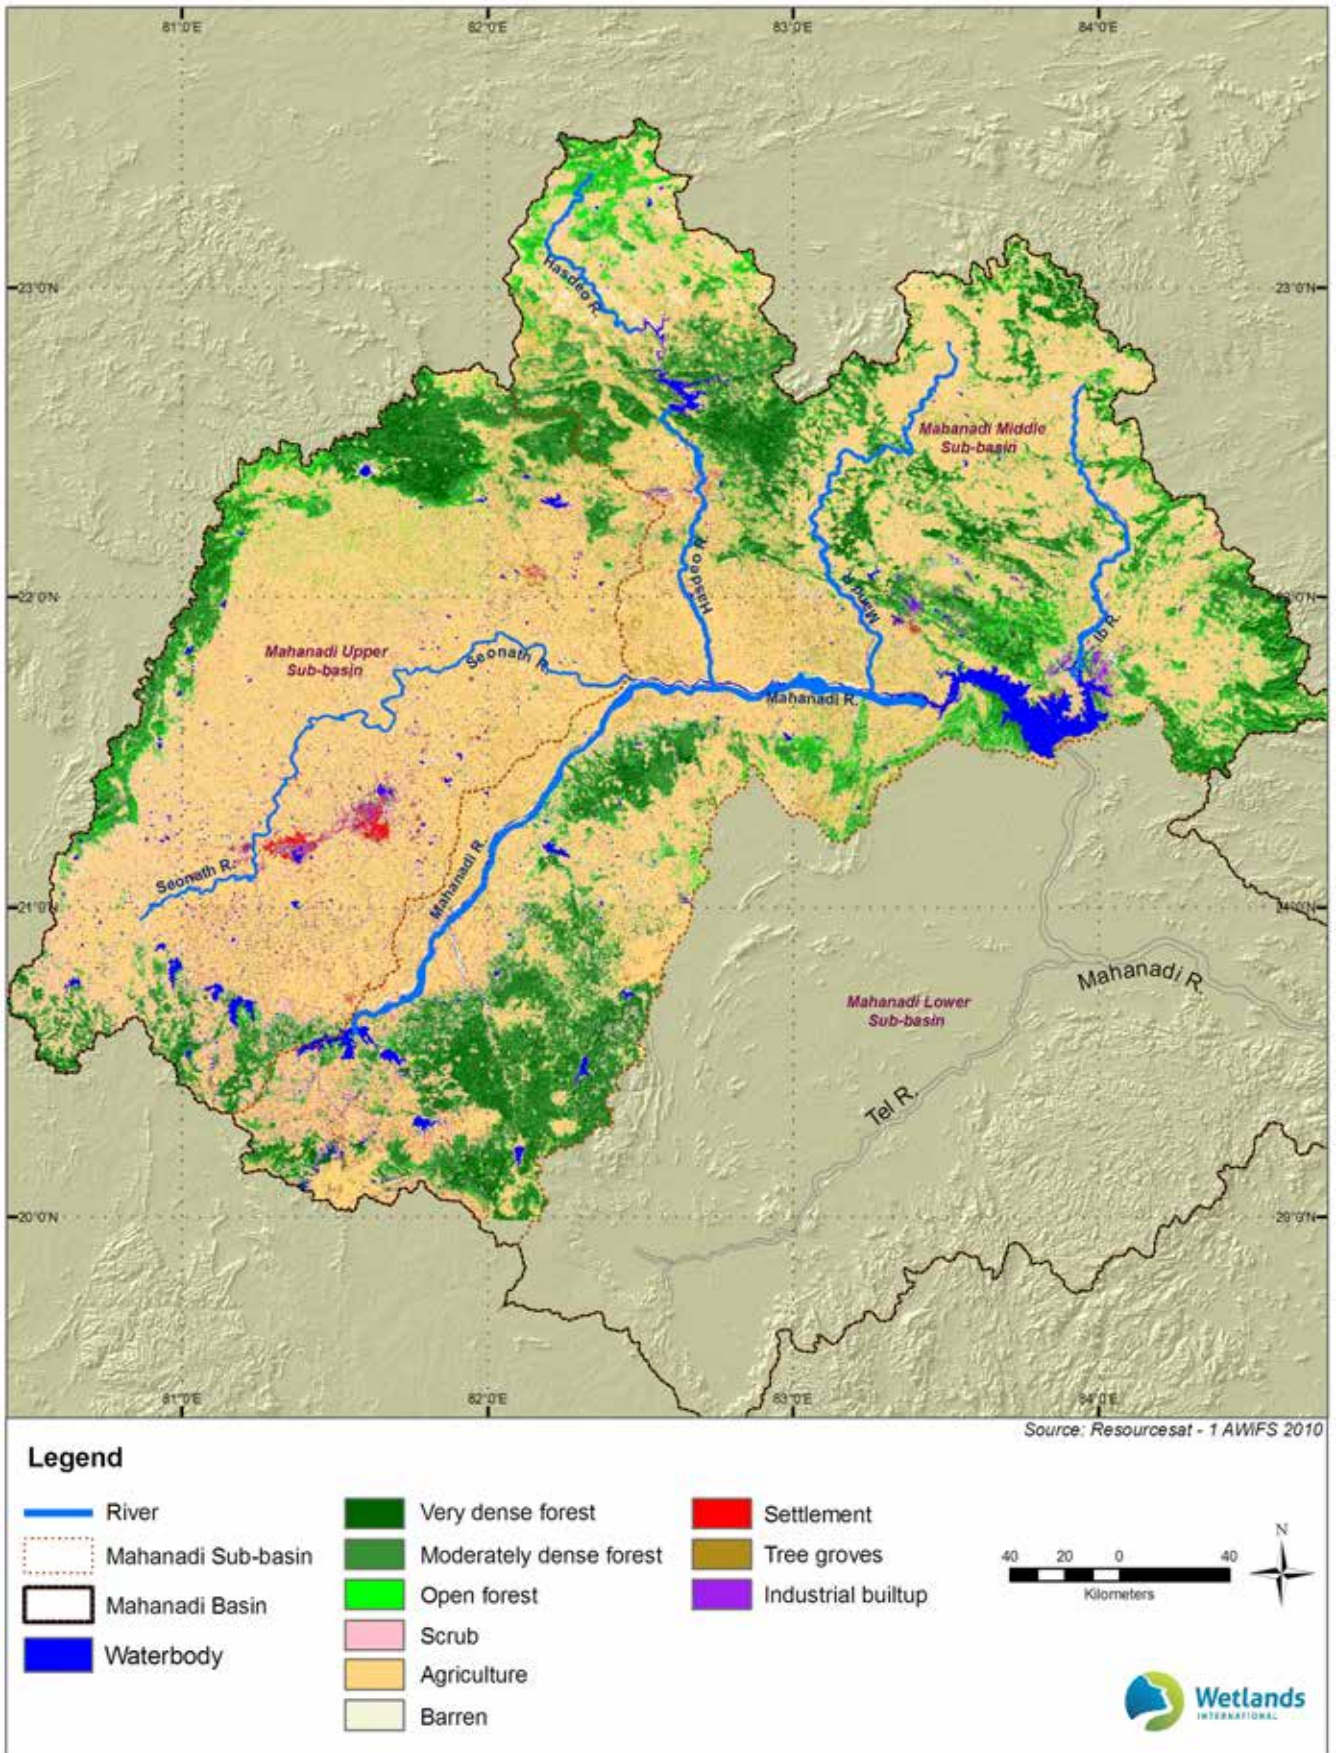 81°0'E
82°0'E
83°0'E
84°0'E
23°0'N
23°0'N
Hasdeo R.
Mabanadi Middle
Sub-basin
22°0'N
Hasdeo R.
Mand R.
Ib R.
Mahanadi Upper
Sub-basin
Seonath R.
Mahanadi R.
Seonath R.
Mahanadi R.
21°0'N
21°0'N
Mahanadi R.
Mahanadi Lower
Sub-basin
Tel R.
20°0'N
20°0'N
81°0'E
82°0'E
83°0'E
84°0'E
Source: Resourcesat - 1 AWiFS 2010
Legend
River
Mahanadi Sub-basin
Mahanadi Basin
Waterbody
Very dense forest
Moderately dense forest
Open forest
Scrub
Agriculture
Barren
Settlement
Tree groves
Industrial builtup
40 20 0 40
Kilometers
N
Wetlands
INTERNATIONAL